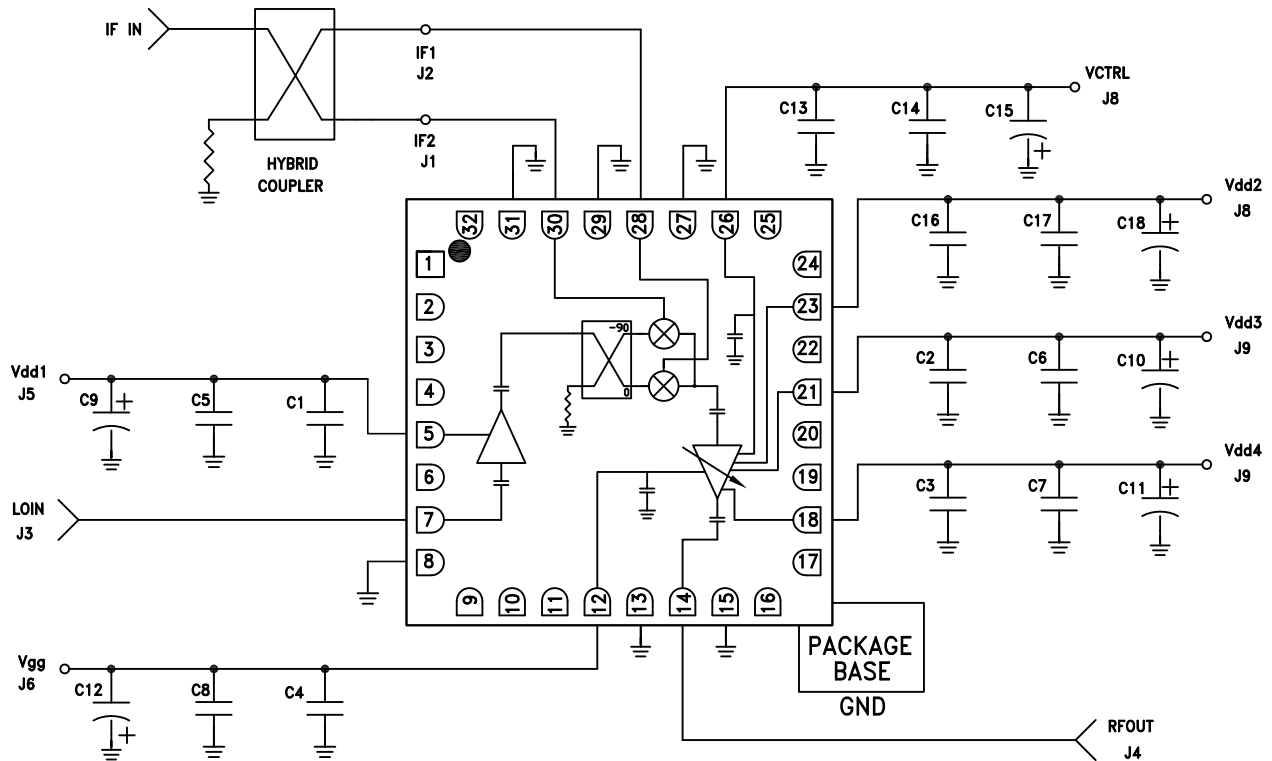 IF IN
IF1
J2
IF2
J1
HYBRID
COUPLER
VCTRL
J8
C13
C14
C15
+
Vdd2
J8
C16
C17
C18
+
Vdd3
J9
C2
C6
C10
+
Vdd4
J9
C3
C7
C11
+
Vdd1
J5
C9
+
C5
C1
LOIN
J3
Vgg
J6
C12
+
C8
C4
32
31
30
29
28
27
26
25
1
2
3
4
5
6
7
8
24
23
22
21
20
19
18
17
9
10
11
12
13
14
15
16
-90
0
PACKAGE
BASE
GND
RFOUT
J4